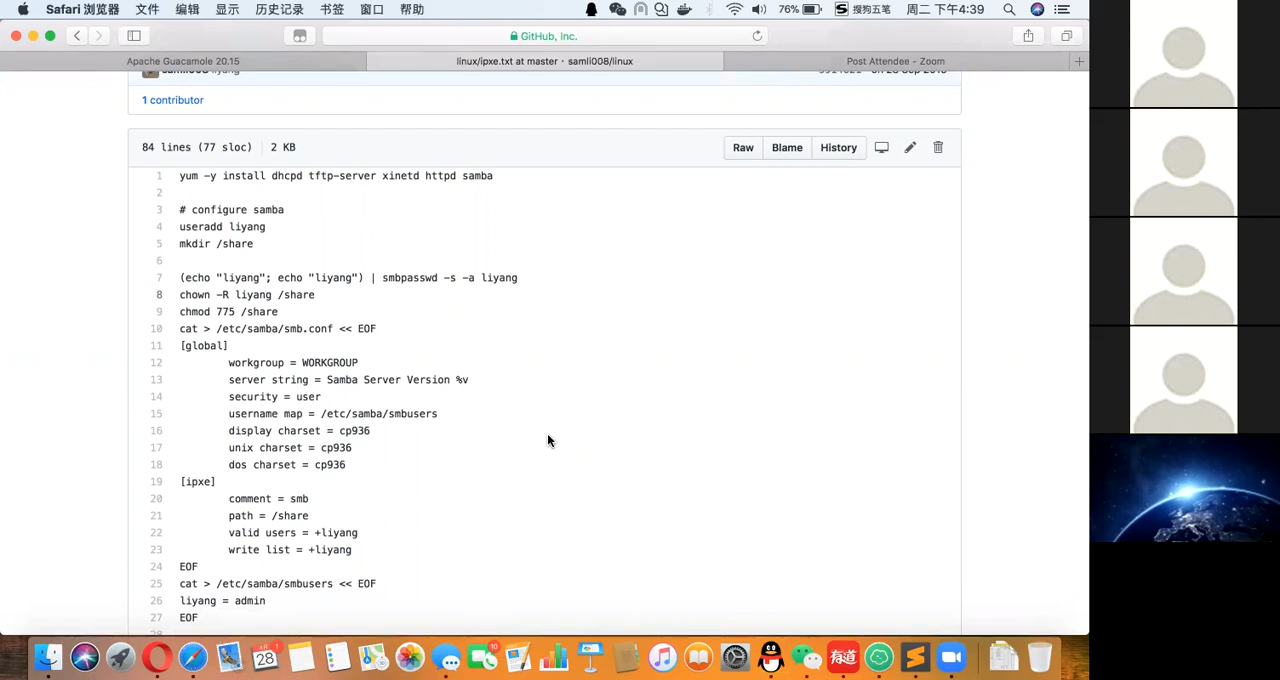 Safari 浏览器 文件 编辑 显示 历史记录 书签 窗口 帮助 76% S 搜狗五笔 周二 下午4:39
GitHub, Inc.
Apache Guacamole 20.15 linux/ipxe.txt at master · samli008/linux Post Attendee - Zoom
1 contributor
84 lines (77 sloc) 2 KB Raw Blame History
1 yum -y install dhcpd tftp-server xinetd httpd samba
2
3 # configure samba
4 useradd liyang
5 mkdir /share
6
7 (echo "liyang"; echo "liyang") | smbpasswd -s -a liyang
8 chown -R liyang /share
9 chmod 775 /share
10 cat > /etc/samba/smb.conf << EOF
11 [global]
12 workgroup = WORKGROUP
13 server string = Samba Server Version %v
14 security = user
15 username map = /etc/samba/smbusers
16 display charset = cp936
17 unix charset = cp936
18 dos charset = cp936
19 [ipxe]
20 comment = smb
21 path = /share
22 valid users = +liyang
23 write list = +liyang
24 EOF
25 cat > /etc/samba/smbusers << EOF
26 liyang = admin
27 EOF
28
10
28
有道